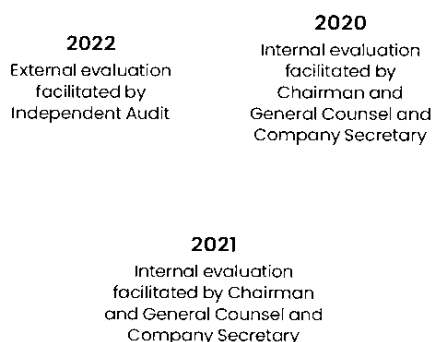 2022
External evaluation
facilitated by
Independent Audit
2020
Internal evaluation
facilitated by
Chairman and
General Counsel and
Company Secretary
2021
Internal evaluation
facilitated by Chairman
and General Counsel and
Company Secretary